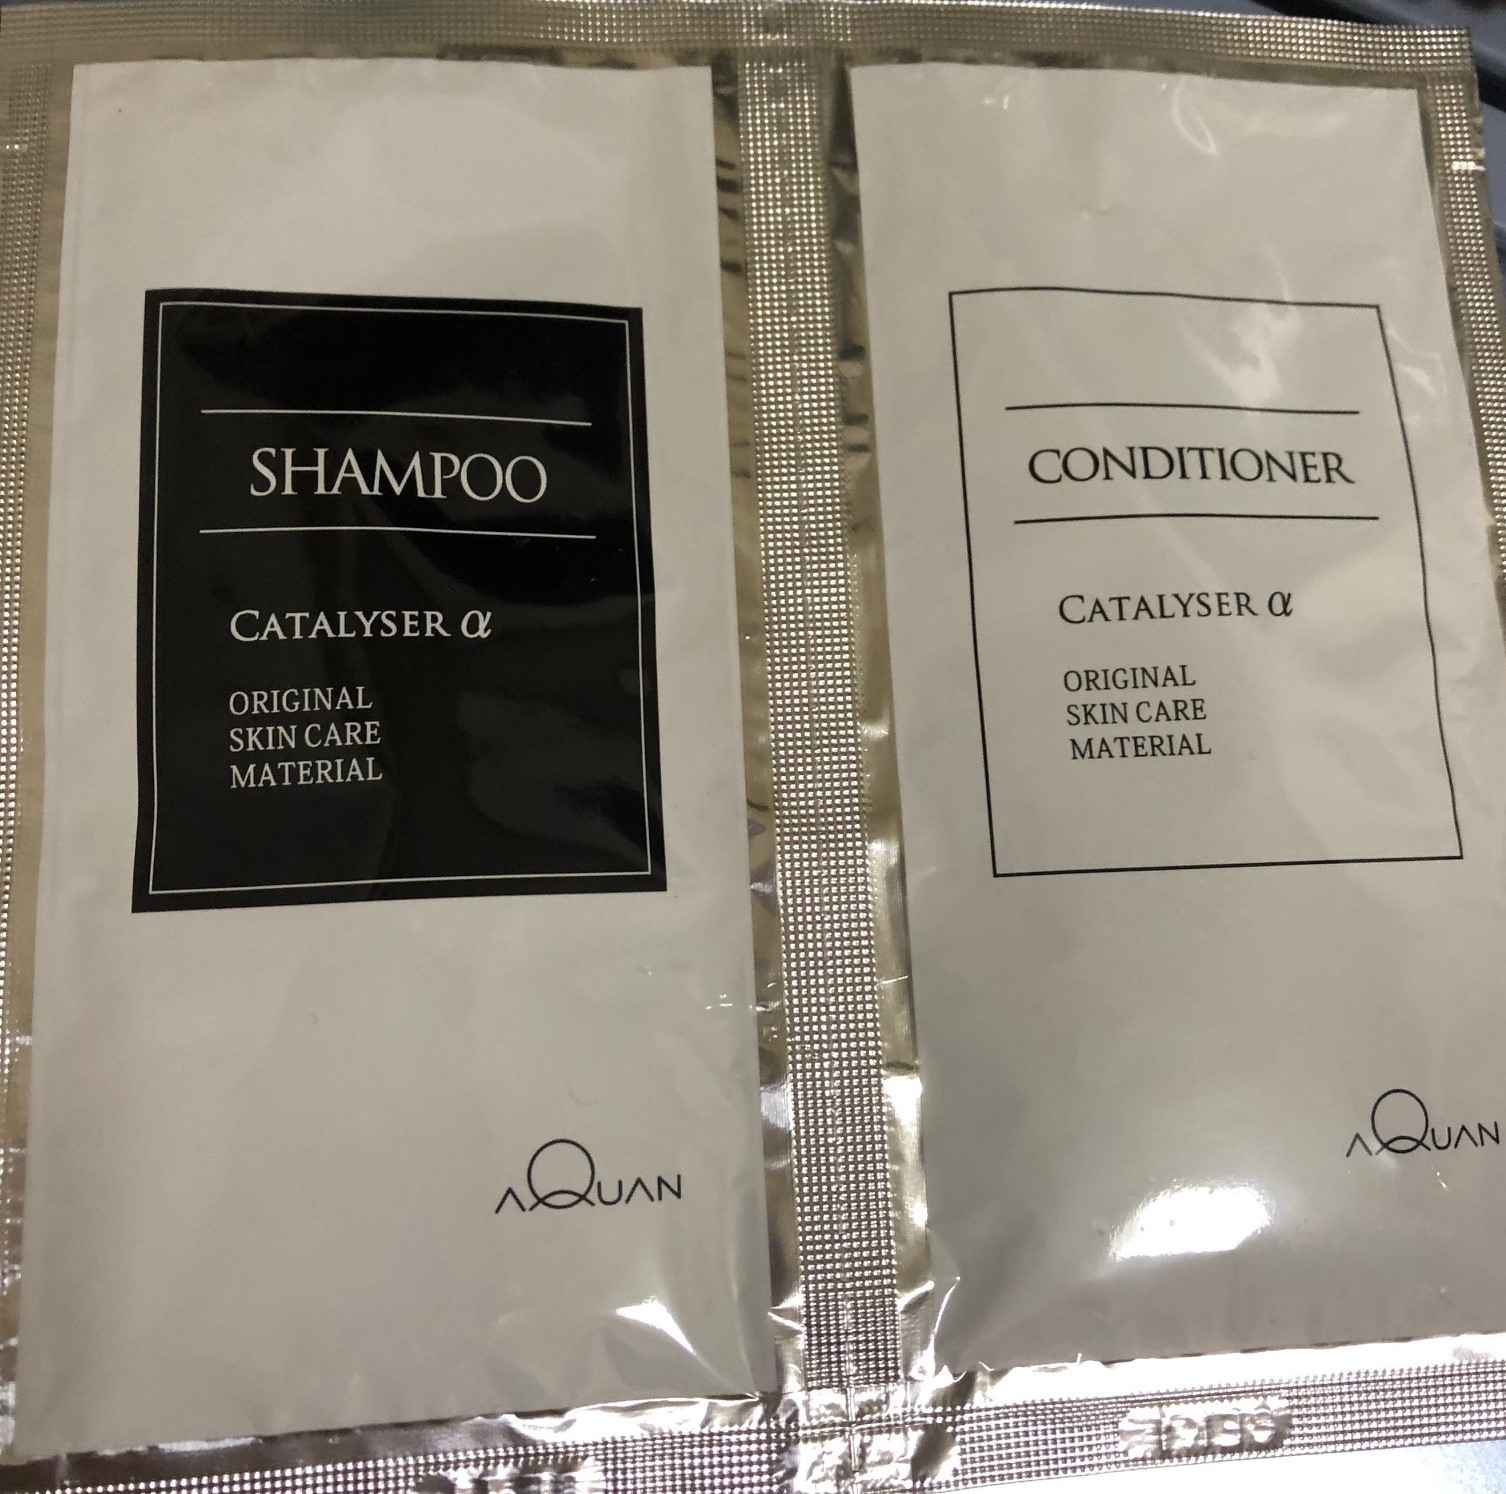 SHAMPOO
CATALYSER α
ORIGINAL
SKIN CARE
MATERIAL
AQUAN
CONDITIONER
CATALYSER α
ORIGINAL
SKIN CARE
MATERIAL
AQUAN